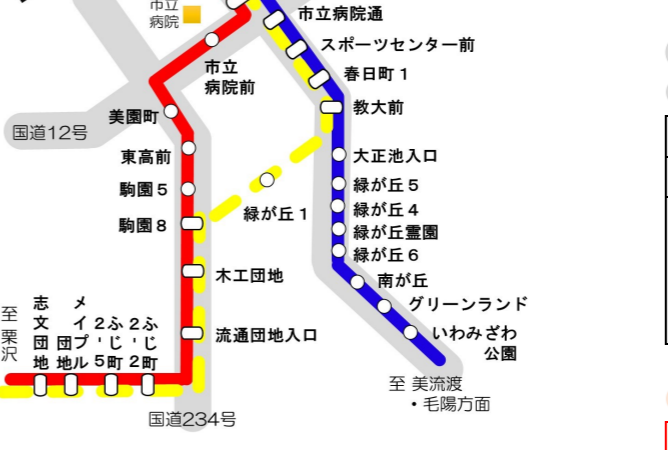 市立
病院
市立病院通
スポーツセンター前
市立
病院前
春日町1
教大前
美園町
国道12号
東高前
大正池入口
駒園5
緑が丘5
緑が丘1
緑が丘4
駒園8
緑が丘霊園
緑が丘6
木工団地
南が丘
グリーンランド
流通団地入口
いわみざわ
公園
至 栗沢
志文団地
メイプル
団地
ふじ
2，5町
ふじ
2，2町
至 美流渡
・毛陽方面
国道234号